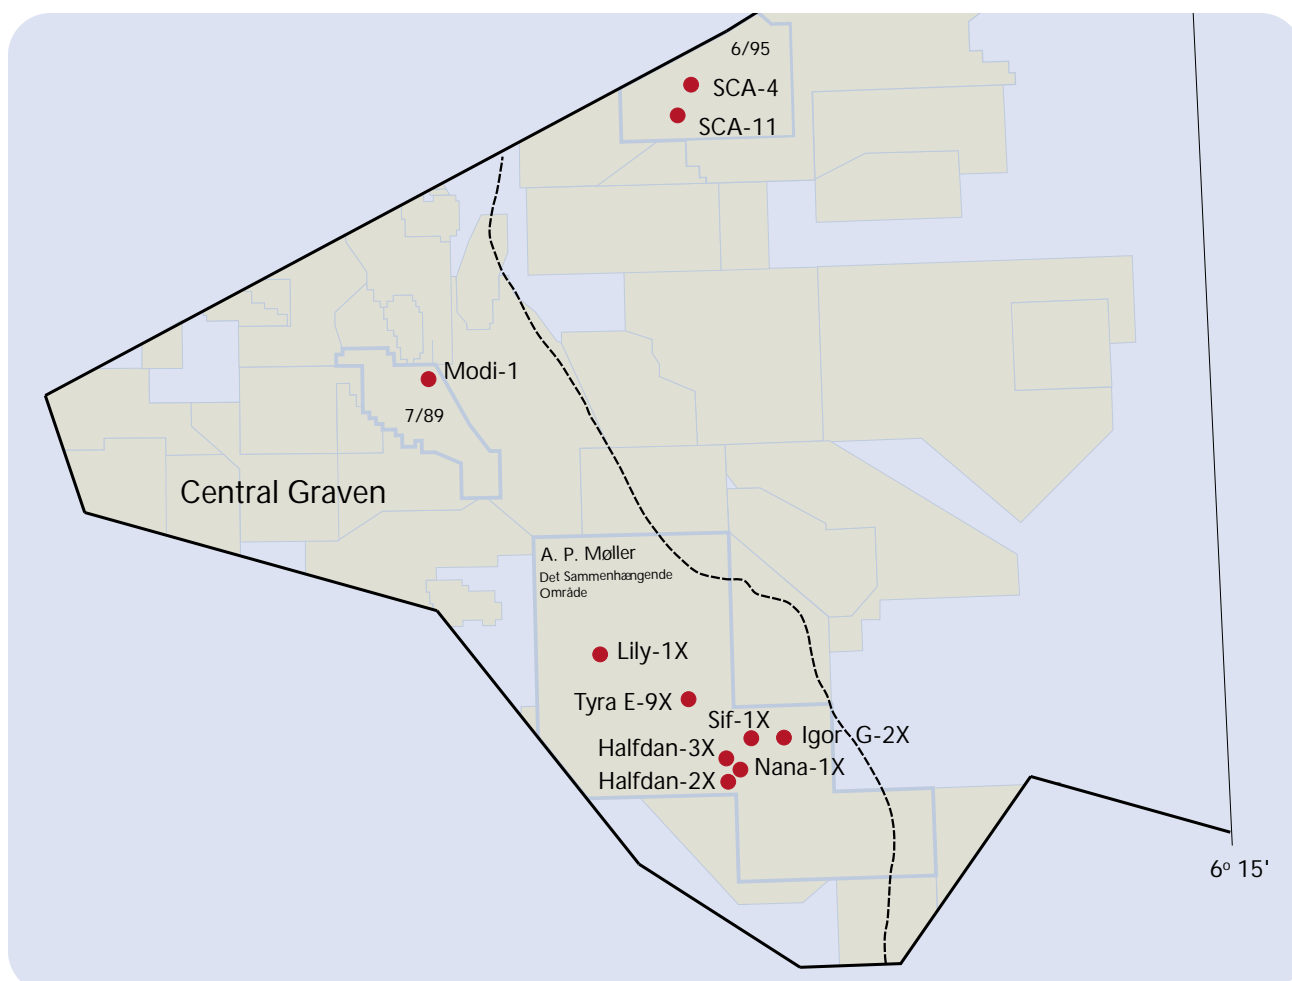 6/95
SCA-4
SCA-11
Modi-1
7/89
Central Graven
A. P. Møller
Det Sammenhængende
Område
Lily-1X
Tyra E-9X
Sif-1X
Igor G-2X
Halfdan-3X
Nana-1X
Halfdan-2X
6º 15'